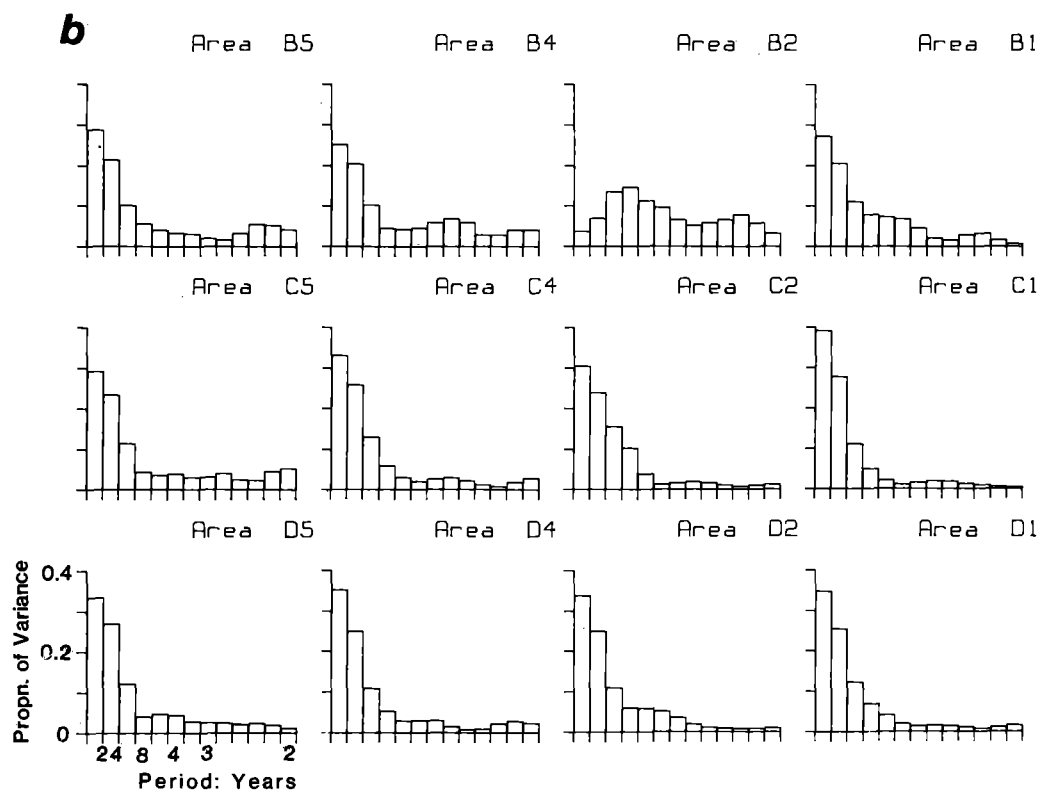 b
Area B5 Area B4 Area B2 Area B1
Area C5 Area C4 Area C2 Area C1
Area D5 Area D4 Area D2 Area D1
0.4
0.2
0
Propn. of Variance
24 8 4 3 2
Period: Years